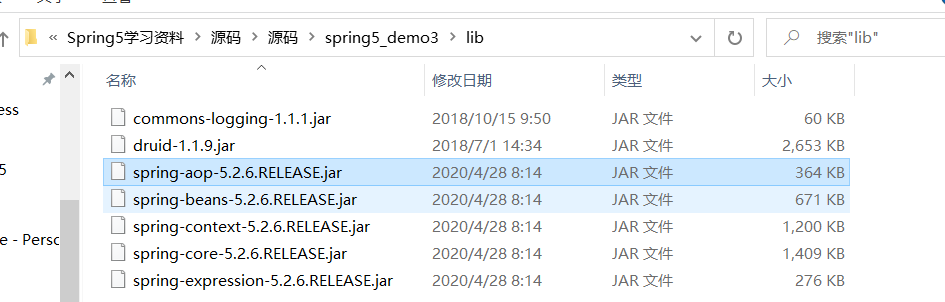 « Spring5学习资料 › 源码 › 源码 › spring5_demo3 › lib
搜索"lib"
名称 修改日期 类型 大小
commons-logging-1.1.1.jar 2018/10/15 9:50 JAR 文件 60 KB
druid-1.1.9.jar 2018/7/1 14:34 JAR 文件 2,653 KB
spring-aop-5.2.6.RELEASE.jar 2020/4/28 8:14 JAR 文件 364 KB
spring-beans-5.2.6.RELEASE.jar 2020/4/28 8:14 JAR 文件 671 KB
spring-context-5.2.6.RELEASE.jar 2020/4/28 8:14 JAR 文件 1,200 KB
spring-core-5.2.6.RELEASE.jar 2020/4/28 8:14 JAR 文件 1,409 KB
spring-expression-5.2.6.RELEASE.jar 2020/4/28 8:14 JAR 文件 276 KB
ess
5
e - Perso